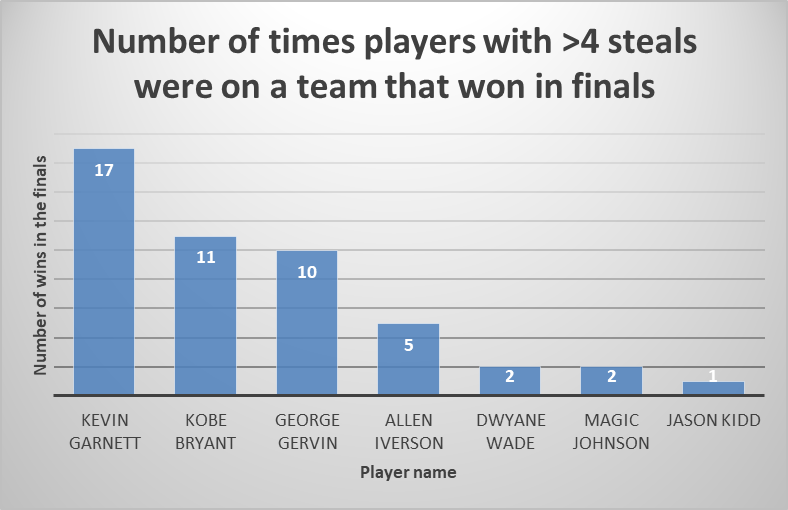 Number of times players with >4 steals
were on a team that won in finals
Number of wins in the finals
17
11
10
5
2
2
1
KEVIN GARNETT
KOBE BRYANT
GEORGE GERVIN
ALLEN IVERSON
DWYANE WADE
MAGIC JOHNSON
JASON KIDD
Player name